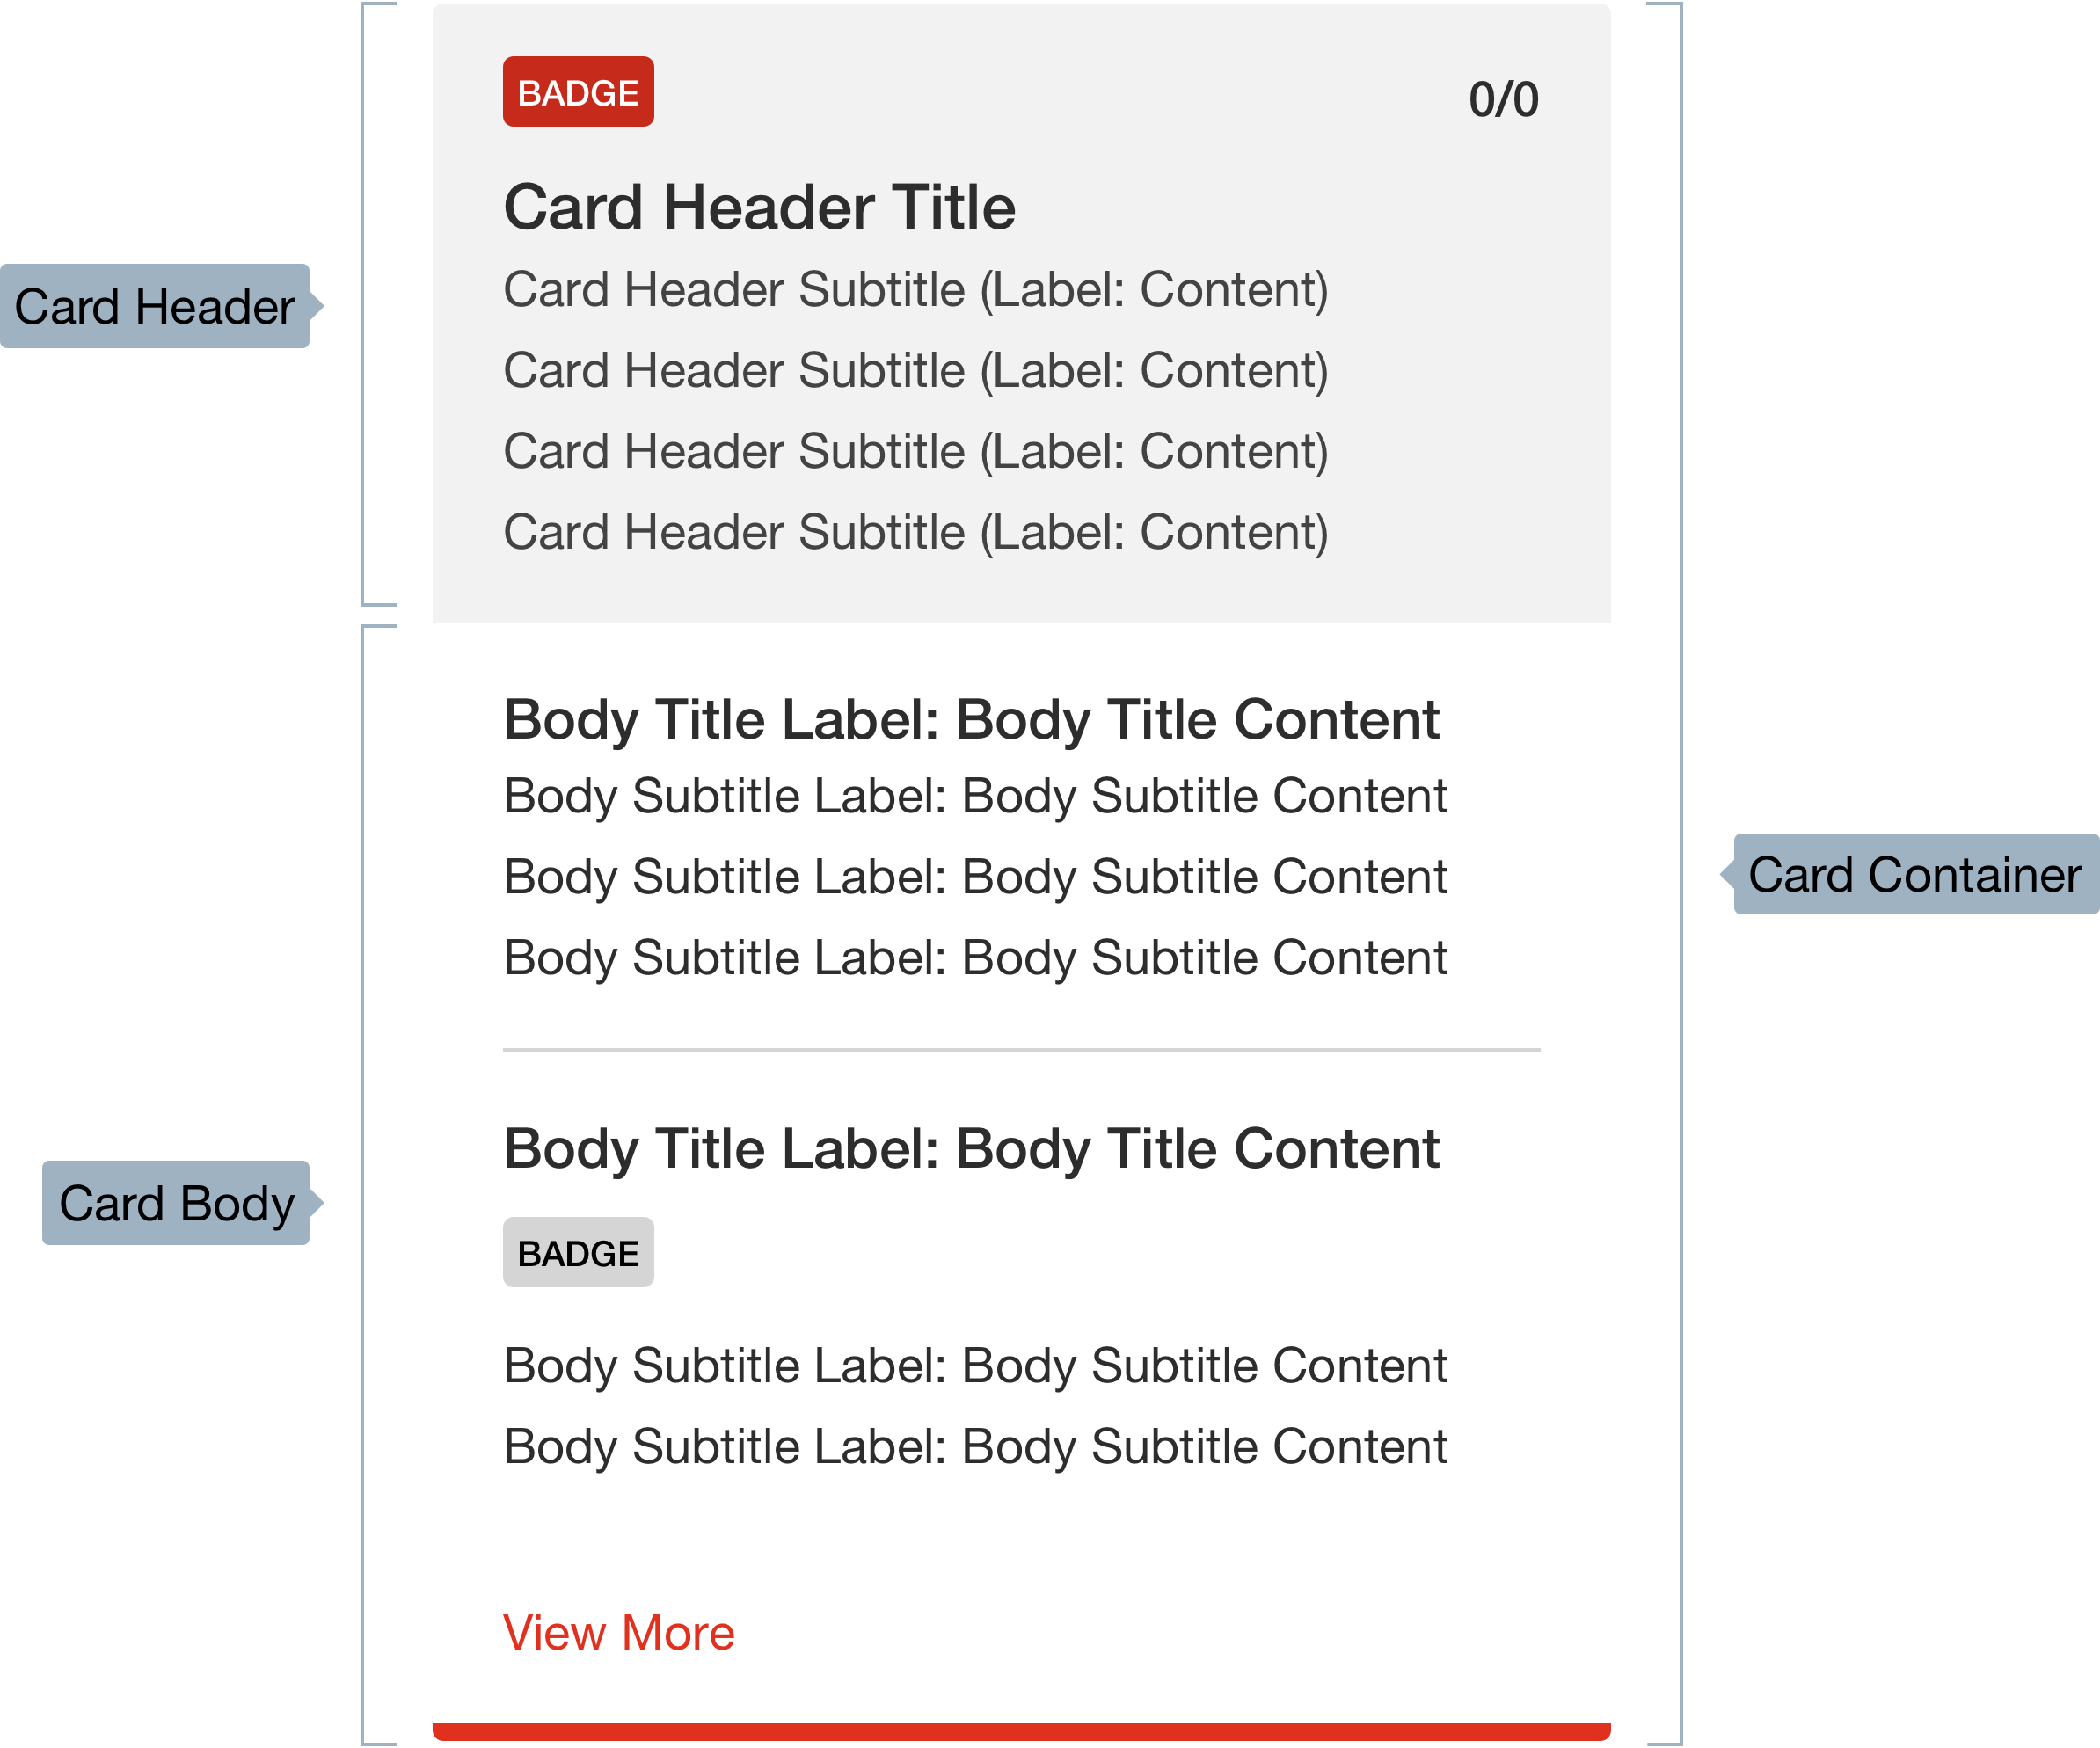 BADGE
0/0
Card Header Title
Card Header Subtitle (Label: Content)
Card Header
Card Header Subtitle (Label: Content)
Card Header Subtitle (Label: Content)
Card Header Subtitle (Label: Content)
Body Title Label: Body Title Content
Body Subtitle Label: Body Subtitle Content
Body Subtitle Label: Body Subtitle Content
Card Container
Body Subtitle Label: Body Subtitle Content
Body Title Label: Body Title Content
Card Body
BADGE
Body Subtitle Label: Body Subtitle Content
Body Subtitle Label: Body Subtitle Content
View More